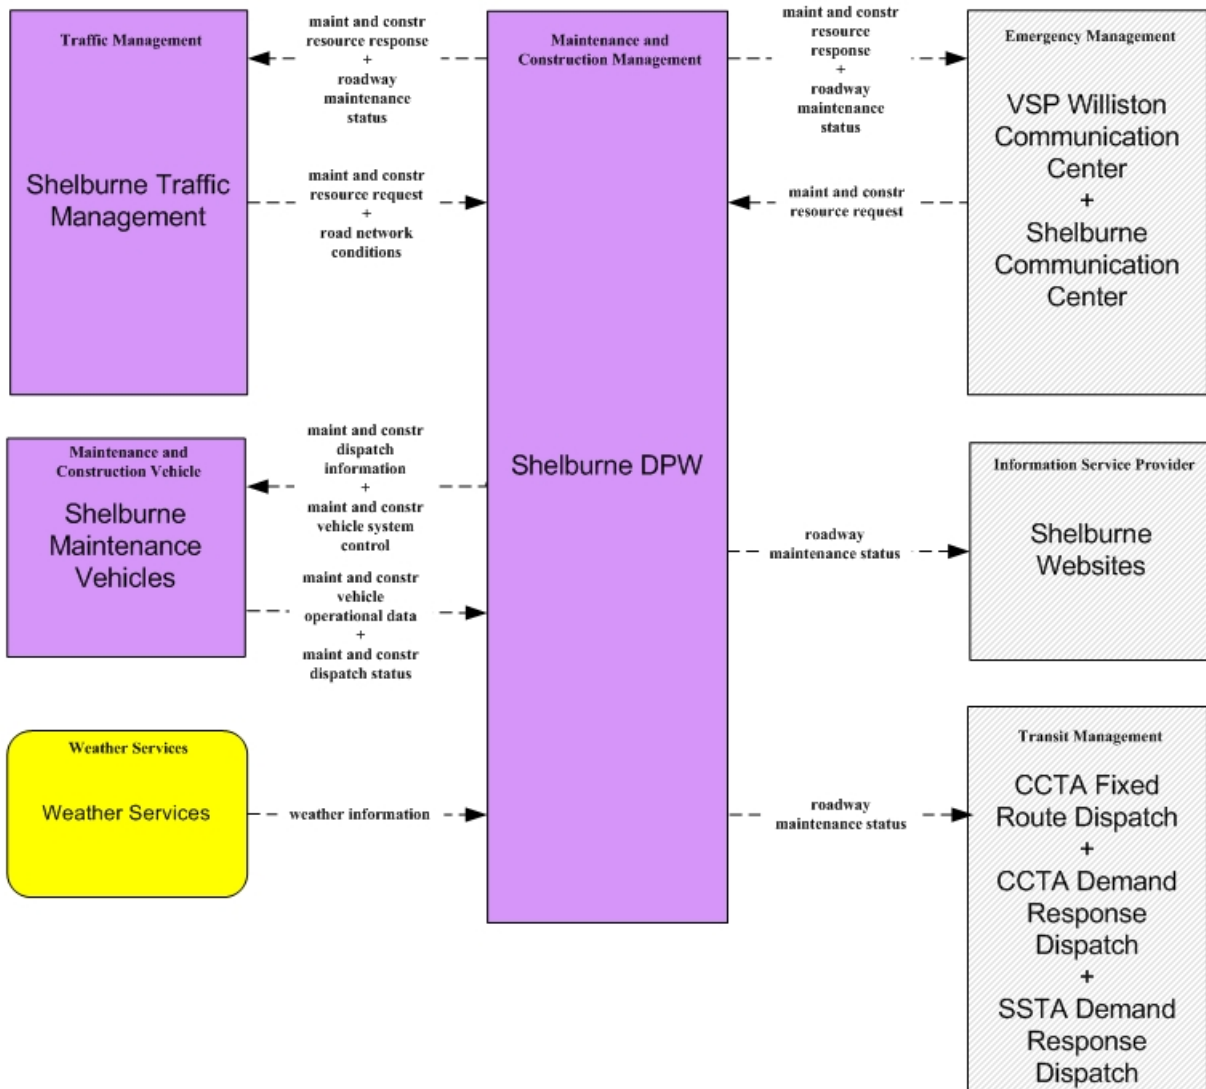 Traffic Management
Shelburne Traffic
Management
maint and constr
resource response
+
roadway
maintenance
status
maint and constr
resource request
+
road network
conditions
Maintenance and
Construction Management
Shelburne DPW
maint and constr
resource
response
+
roadway
maintenance
status
maint and constr
resource request
Emergency Management
VSP Williston
Communication
Center
+
Shelburne
Communication
Center
Maintenance and
Construction Vehicle
Shelburne
Maintenance
Vehicles
maint and constr
dispatch
information
+
maint and constr
vehicle system
control
maint and constr
vehicle
operational data
+
maint and constr
dispatch status
roadway
maintenance status
Information Service Provider
Shelburne
Websites
Weather Services
Weather Services
weather information
roadway
maintenance status
Transit Management
CCTA Fixed
Route Dispatch
+
CCTA Demand
Response
Dispatch
+
SSTA Demand
Response
Dispatch